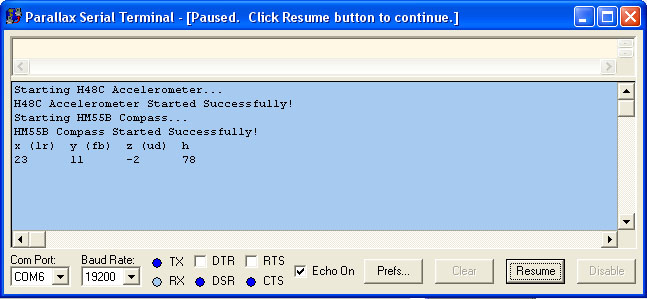 Parallax Serial Terminal - [Paused. Click Resume button to continue.]
Starting H48C Accelerometer...
H48C Accelerometer Started Successfully!
Starting HM55B Compass...
HM55B Compass Started Successfully!
x (lr) y (fb) z (ud) h
23 11 -2 78
Com Port: Baud Rate: TX DTR RTS
COM6 19200 RX DSR CTS Echo On Prefs... Clear Resume Disable